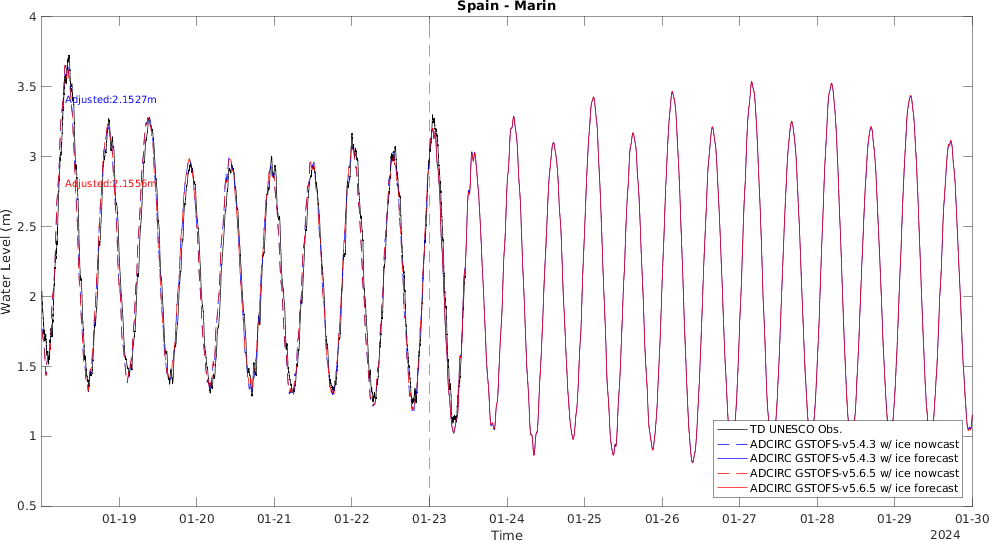 Spain - Marin
4
3.5
3
2.5
2
1.5
1
0.5
Water Level (m)
Adjusted:2.1527m
Adjusted:2.1556m
TD UNESCO Obs.
ADCIRC GSTOFS-v5.4.3 w/ ice nowcast
ADCIRC GSTOFS-v5.4.3 w/ ice forecast
ADCIRC GSTOFS-v5.6.5 w/ ice nowcast
ADCIRC GSTOFS-v5.6.5 w/ ice forecast
01-19 01-20 01-21 01-22 01-23 01-24 01-25 01-26 01-27 01-28 01-29 01-30
Time
2024